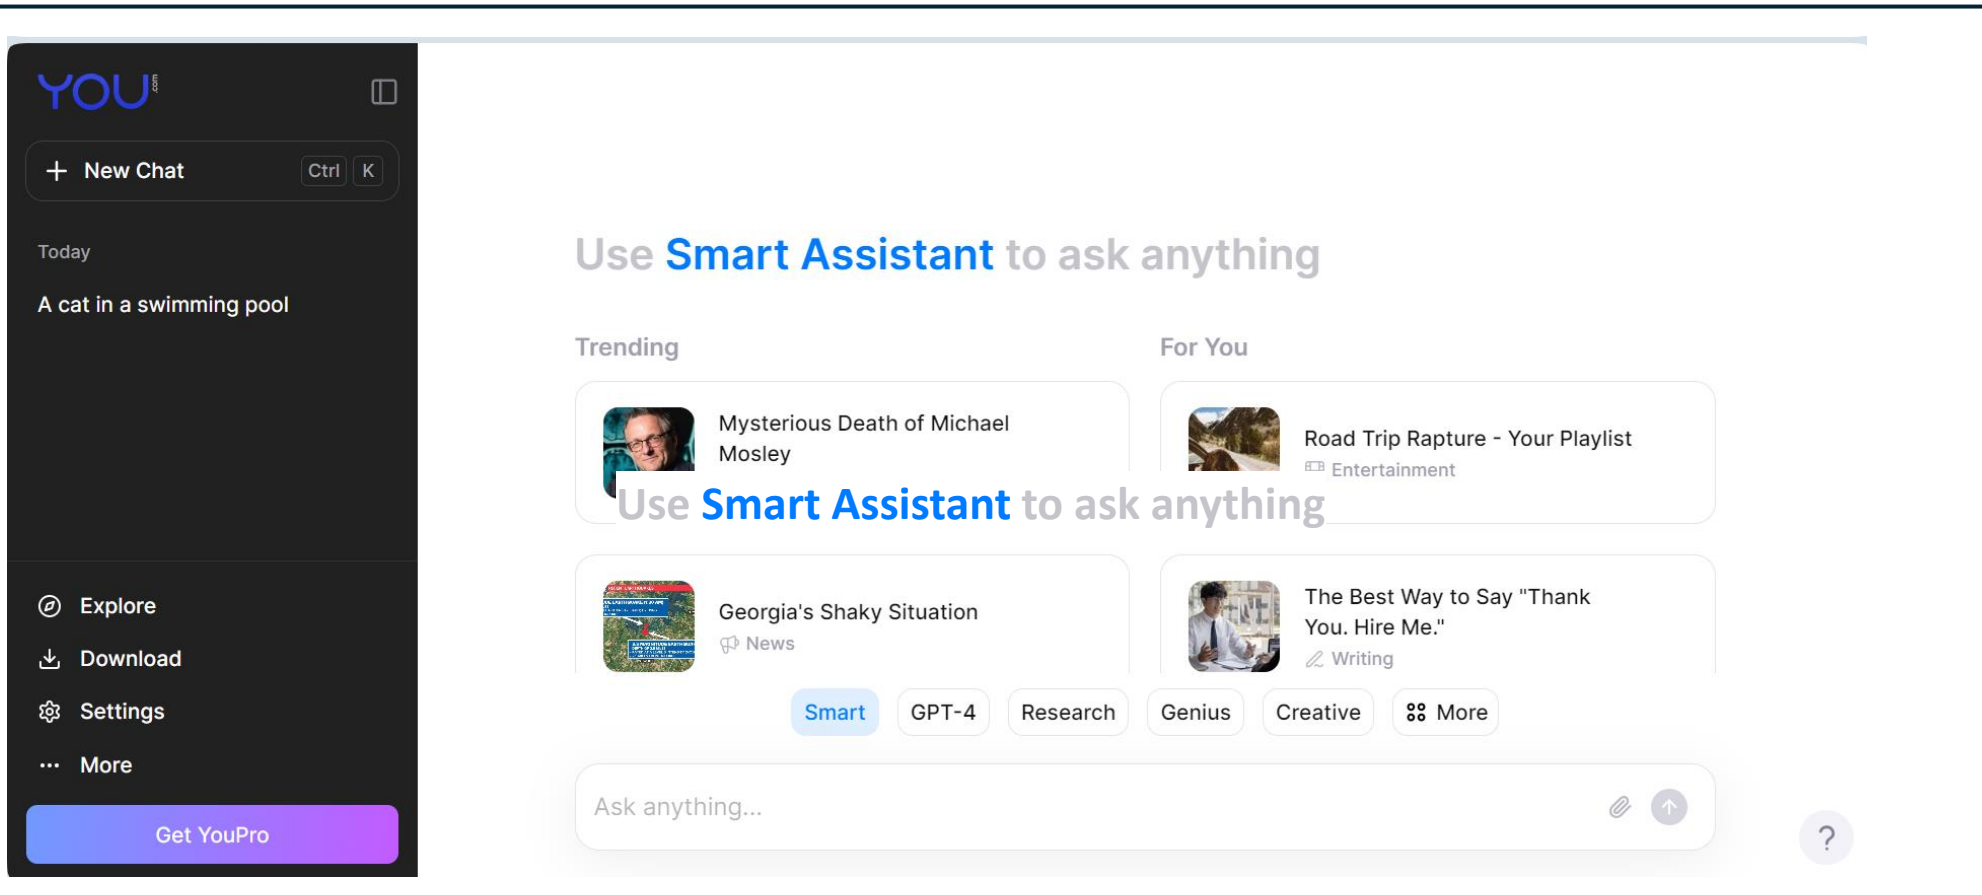 YOU.com
New Chat Ctrl K
Today
A cat in a swimming pool
Explore
Download
Settings
More
Get YouPro
Use Smart Assistant to ask anything
Trending
Mysterious Death of Michael
Mosley
Use Smart Assistant to ask anything
Georgia's Shaky Situation
News
For You
Road Trip Rapture - Your Playlist
Entertainment
The Best Way to Say "Thank
You. Hire Me."
Writing
Smart GPT-4 Research Genius Creative More
Ask anything...
?